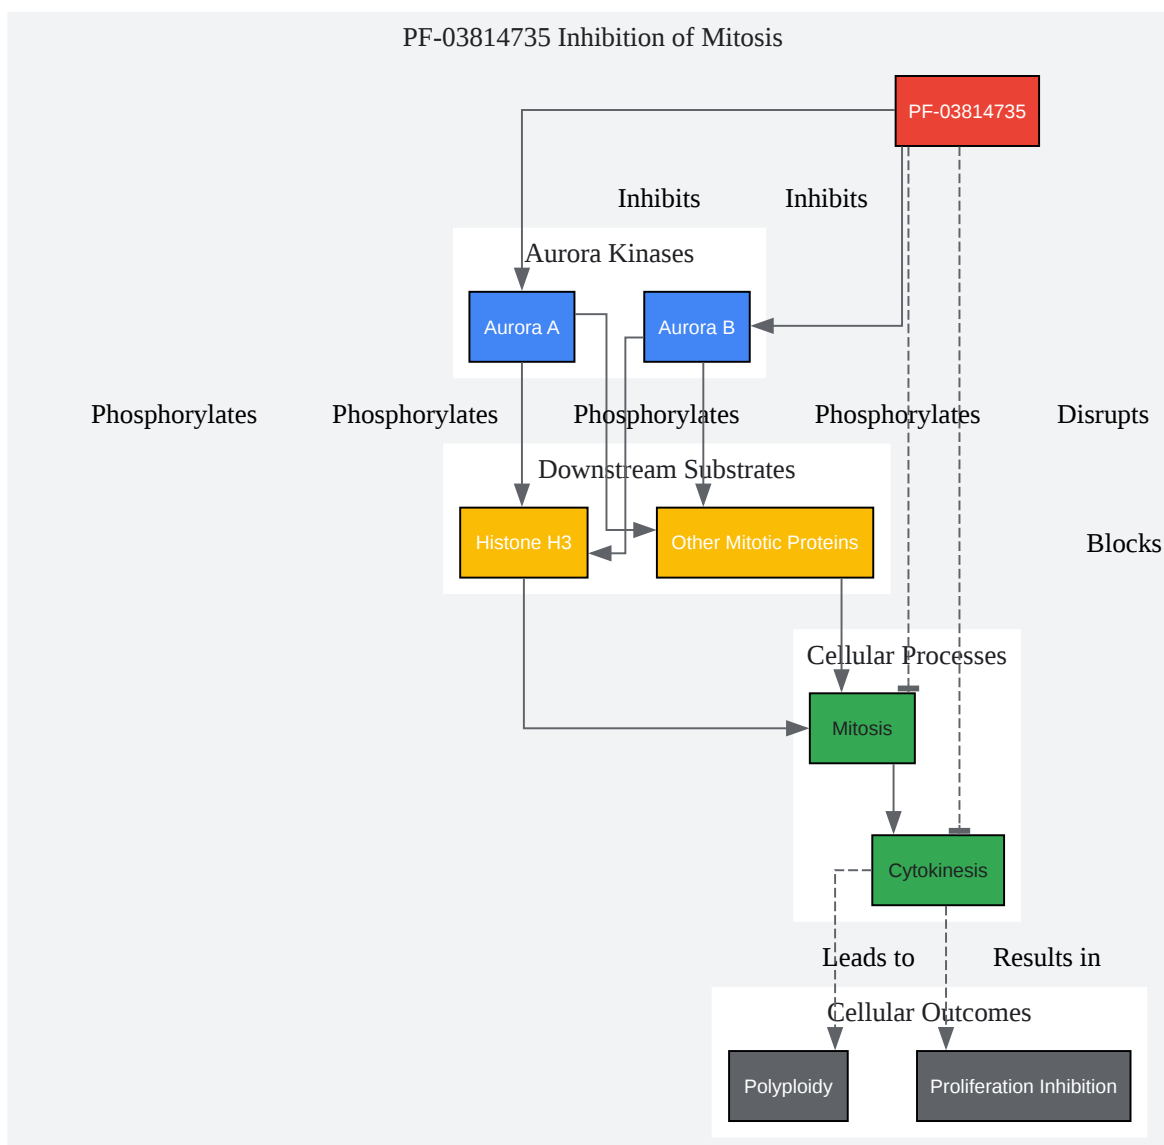 PF-03814735 Inhibition of Mitosis
PF-03814735
Inhibits
Inhibits
Aurora Kinases
Aurora A
Aurora B
Phosphorylates
Phosphorylates
Phosphorylates
Phosphorylates
Disrupts
Downstream Substrates
Histone H3
Other Mitotic Proteins
Blocks
Cellular Processes
Mitosis
Cytokinesis
Leads to
Results in
Cellular Outcomes
Polyploidy
Proliferation Inhibition